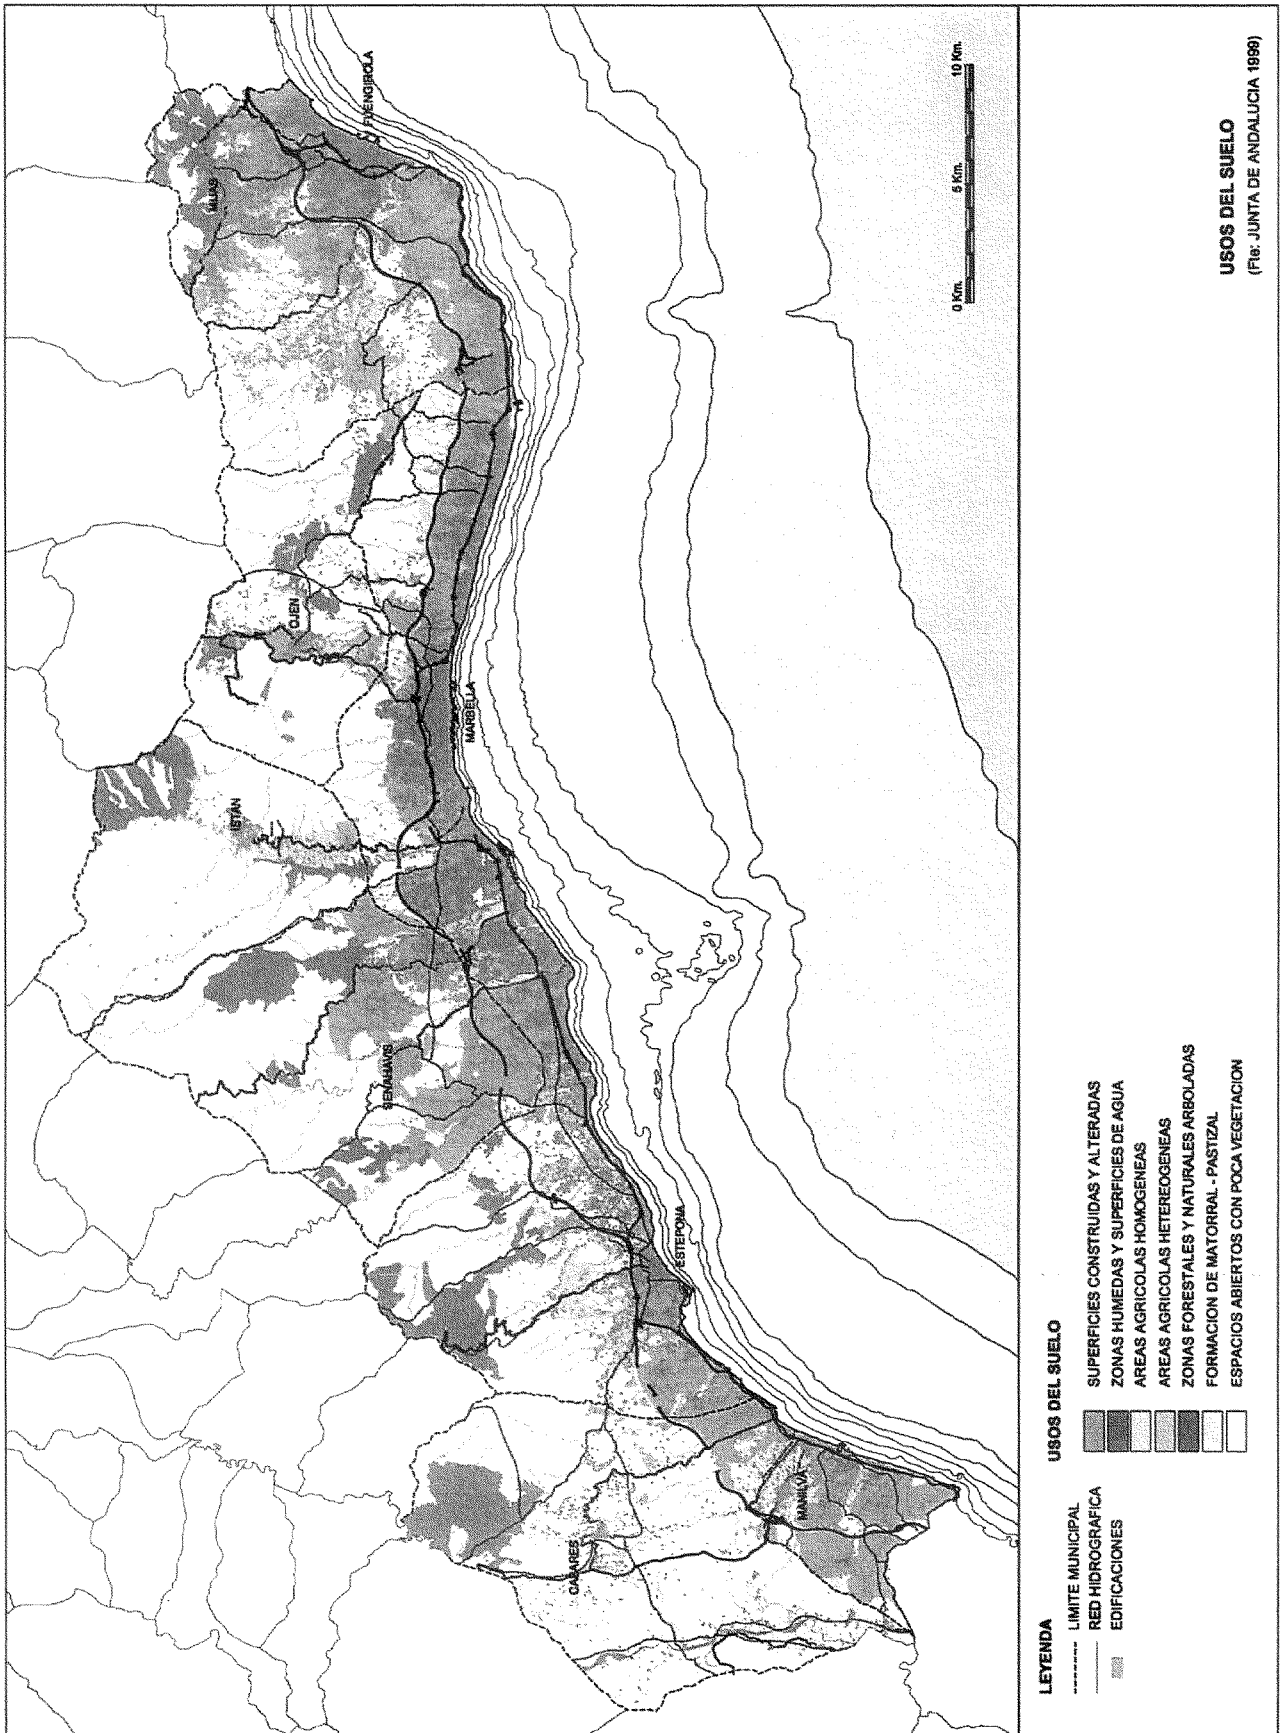 MIJAS
FUENGIROLA
OJEN
MARBELLA
ISTAN
BENAHAVIS
ESTEPONA
CASARES
MANILVA
0 Km. 5 Km. 10 Km.
LEYENDA
LIMITE MUNICIPAL
RED HIDROGRAFICA
EDIFICACIONES
USOS DEL SUELO
SUPERFICIES CONSTRUIDAS Y ALTERADAS
ZONAS HUMEDAS Y SUPERFICIES DE AGUA
AREAS AGRICOLAS HOMOGENEAS
AREAS AGRICOLAS HETEREOGENEAS
ZONAS FORESTALES Y NATURALES ARBOLADAS
FORMACION DE MATORRAL - PASTIZAL
ESPACIOS ABIERTOS CON POCA VEGETACION
USOS DEL SUELO
(Fte: JUNTA DE ANDALUCIA 1999)